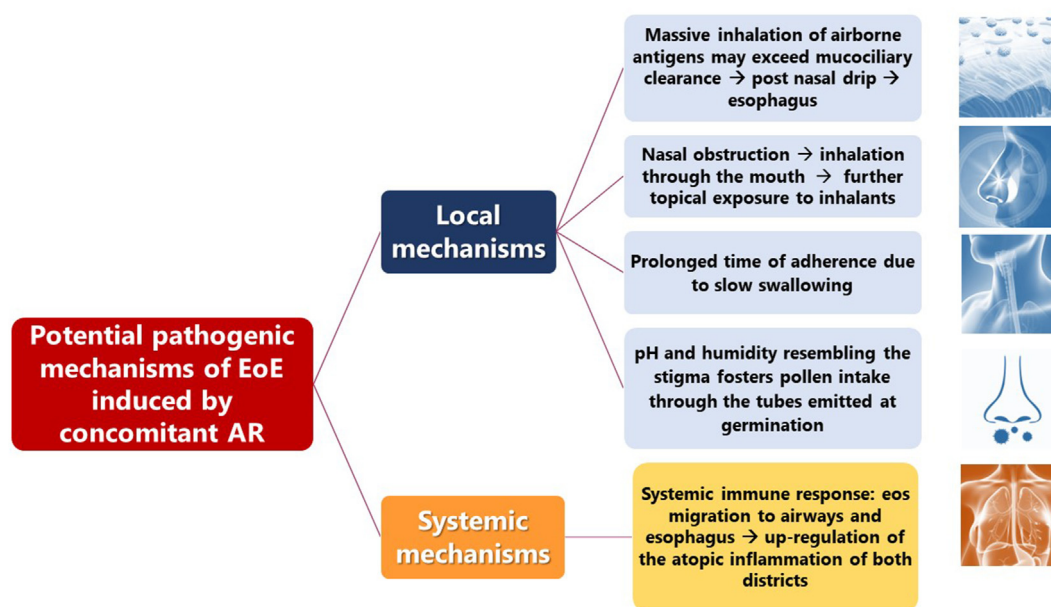 Potential pathogenic
mechanisms of EoE
induced by
concomitant AR
Local
mechanisms
Massive inhalation of airborne
antigens may exceed mucociliary
clearance → post nasal drip →
esophagus
Nasal obstruction → inhalation
through the mouth → further
topical exposure to inhalants
Prolonged time of adherence due
to slow swallowing
pH and humidity resembling the
stigma fosters pollen intake
through the tubes emitted at
germination
Systemic
mechanisms
Systemic immune response: eos
migration to airways and
esophagus → up-regulation of
the atopic inflammation of both
districts